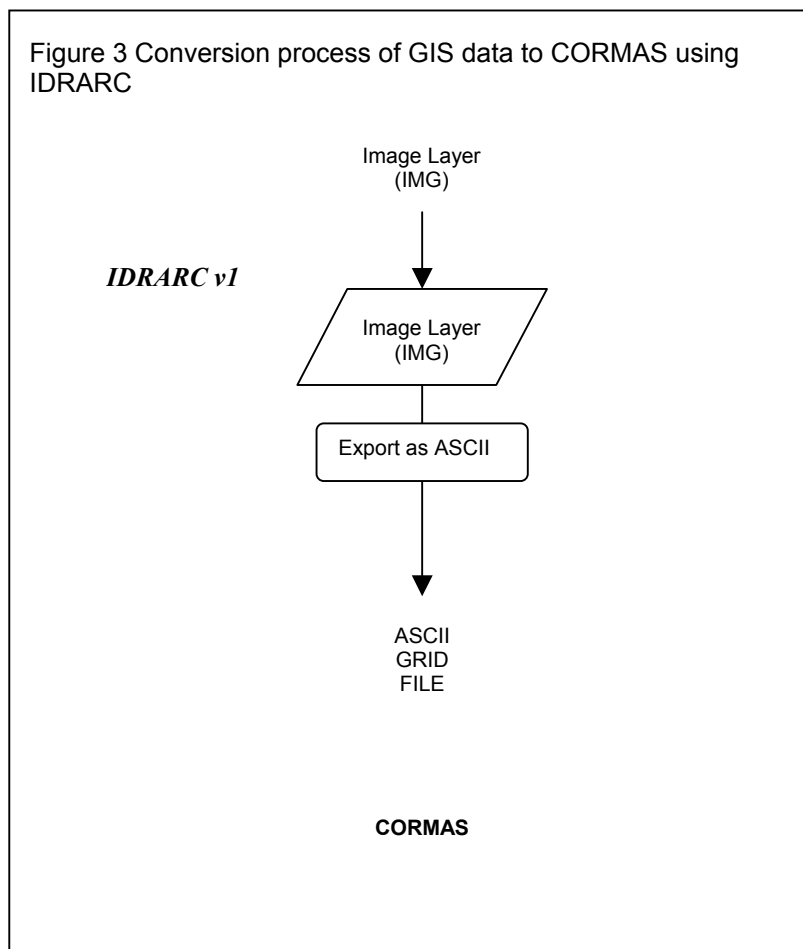 Figure 3 Conversion process of GIS data to CORMAS using
IDRARC
Image Layer
(IMG)
IDRARC v1
Image Layer
(IMG)
Export as ASCII
ASCII
GRID
FILE
CORMAS